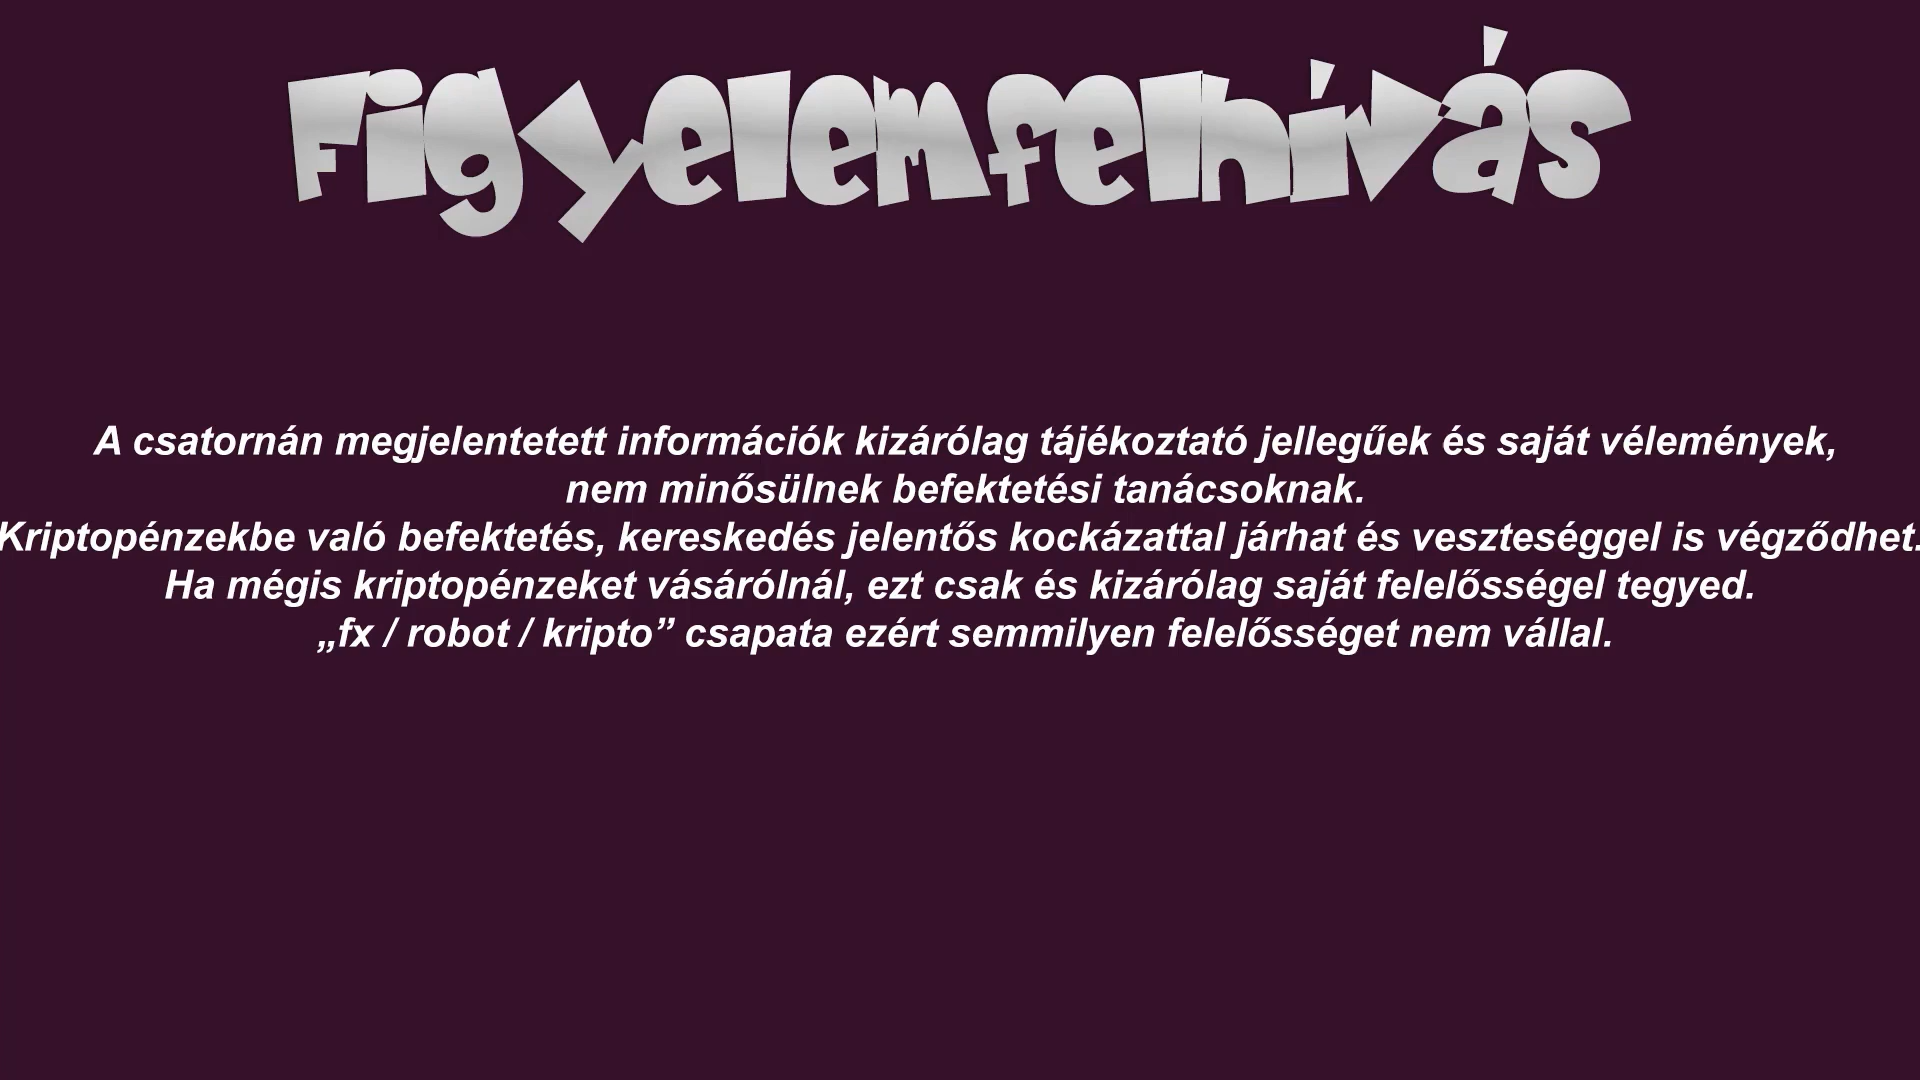 Figyelemfelhívás
A csatornán megjelentetett információk kizárólag tájékoztató jellegűek és saját vélemények,
nem minősülnek befektetési tanácsoknak.
Kriptopénzekbe való befektetés, kereskedés jelentős kockázattal járhat és veszteséggel is végződhet.
Ha mégis kriptopénzeket vásárólnál, ezt csak és kizárólag saját felelősségel tegyed.
„fx / robot / kripto” csapata ezért semmilyen felelősséget nem vállal.